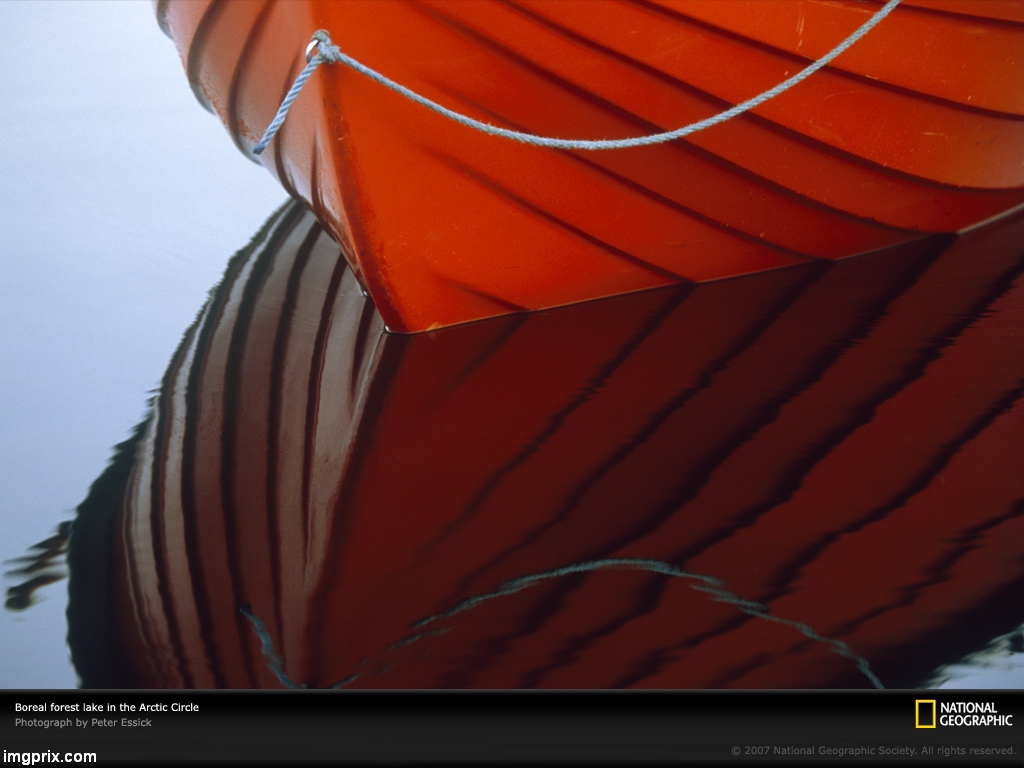 Boreal forest lake in the Arctic Circle
Photograph by Peter Essick
NATIONAL
GEOGRAPHIC
© 2007 National Geographic Society. All rights reserved.
imgprix.com